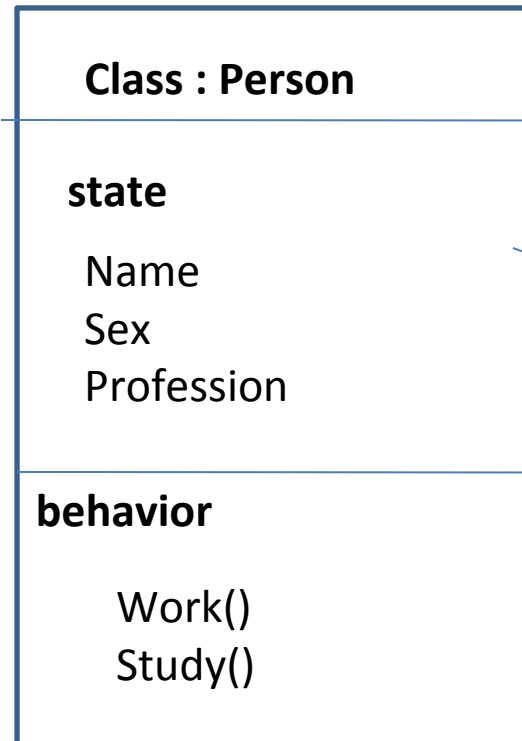 Class : Person
state
Name
Sex
Profession
behavior
Work()
Study()